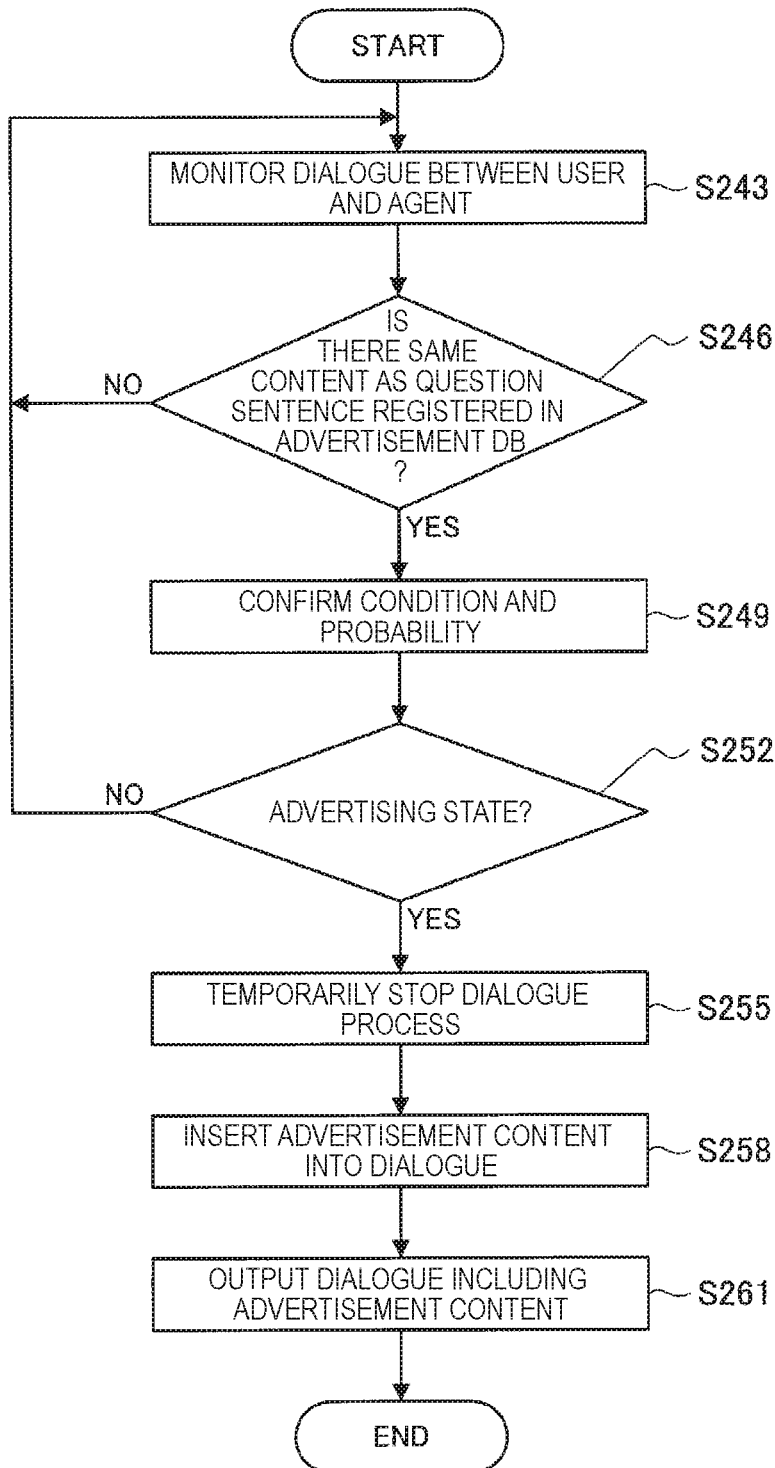 START
MONITOR DIALOGUE BETWEEN USER
AND AGENT
S243
IS
THERE SAME
CONTENT AS QUESTION
SENTENCE REGISTERED IN
ADVERTISEMENT DB
?
S246
NO
YES
CONFIRM CONDITION AND
PROBABILITY
S249
ADVERTISING STATE?
S252
NO
YES
TEMPORARILY STOP DIALOGUE
PROCESS
S255
INSERT ADVERTISEMENT CONTENT
INTO DIALOGUE
S258
OUTPUT DIALOGUE INCLUDING
ADVERTISEMENT CONTENT
S261
END